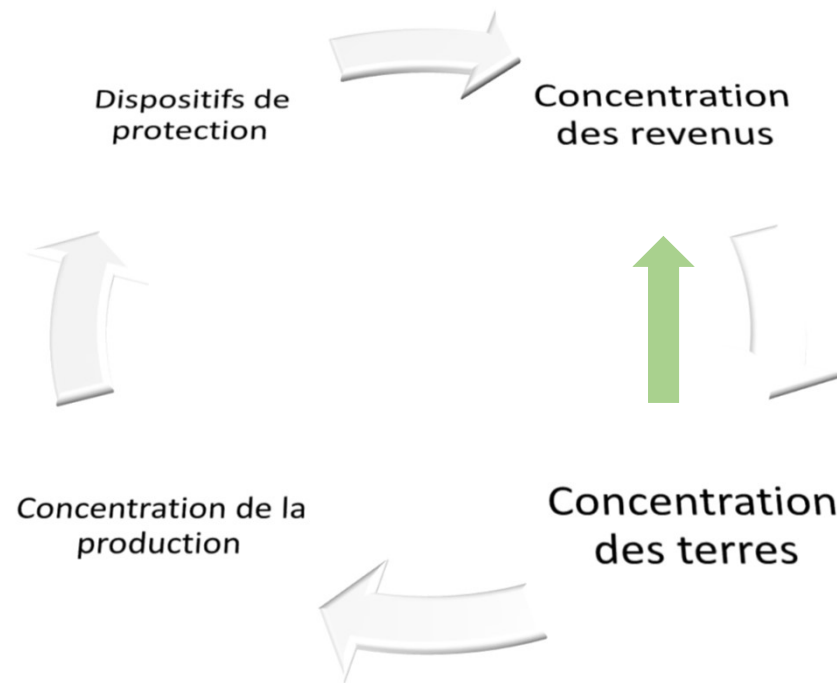 Dispositifs de
protection
Concentration
des revenus
Concentration de la
production
Concentration
des terres